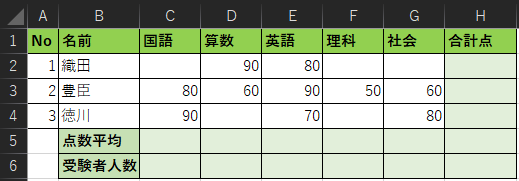 A B C D E F G H
1 No 名前 国語 算数 英語 理科 社会 合計点
2 1 織田 90 80
3 2 豊臣 80 60 90 50 60
4 3 徳川 90 70 80
5 点数平均
6 受験者人数